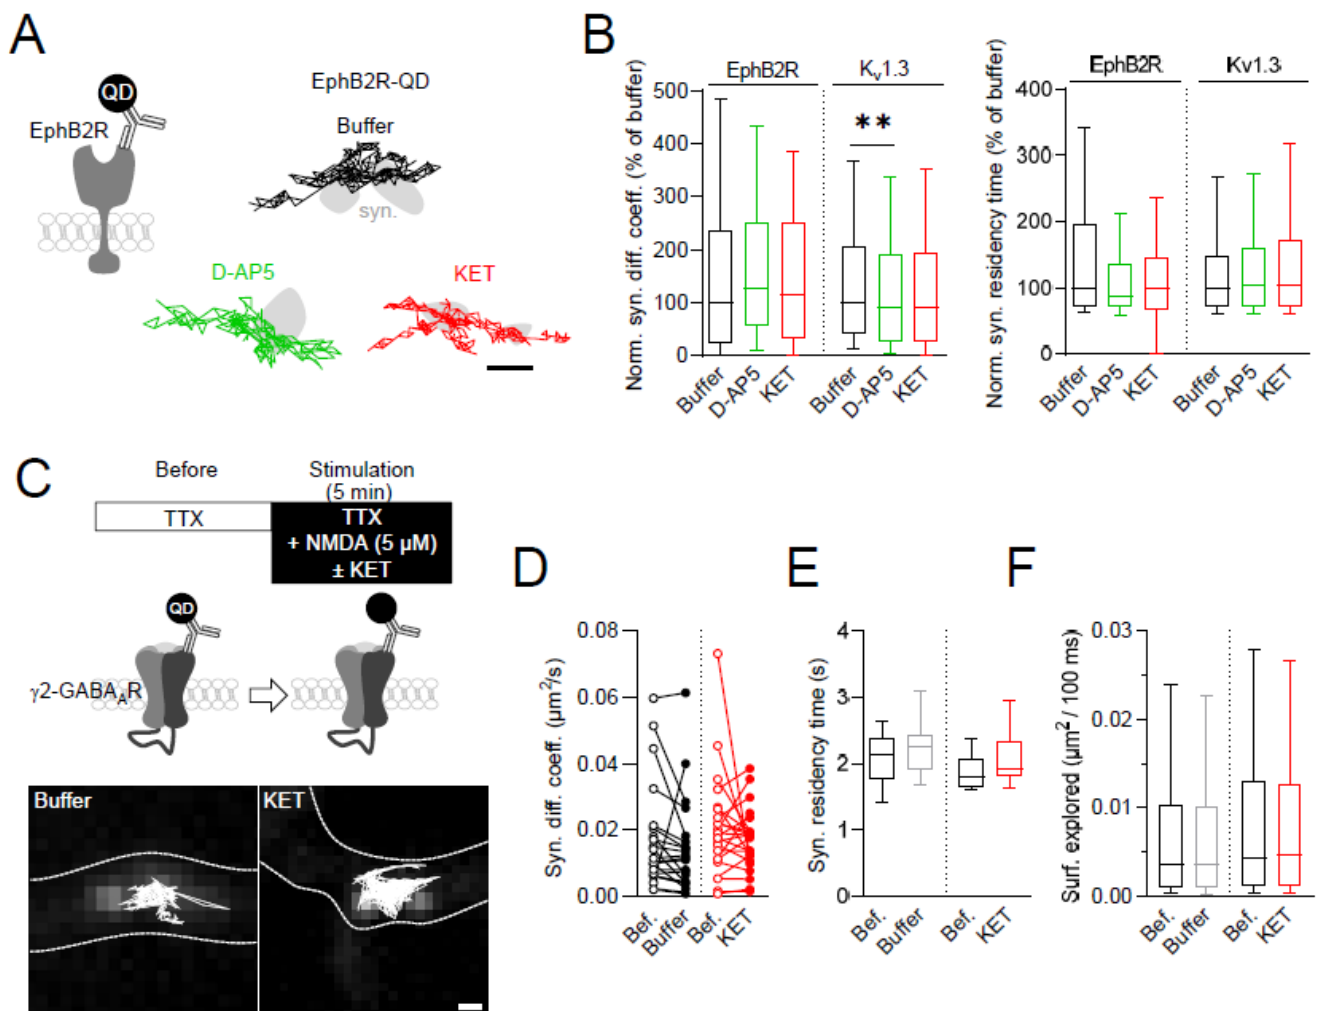 A
QD
EphB2R
EphB2R-QD
Buffer
syn.
D-AP5
KET
B
EphB2R
Kv1.3
**
Norm. syn. diff. coeff. (% of buffer)
500
400
300
200
100
0
Buffer
D-AP5
KET
Buffer
D-AP5
KET
EphB2R
Kv1.3
Norm. syn. residency time (% of buffer)
400
300
200
100
0
Buffer
D-AP5
KET
Buffer
D-AP5
KET
C
Before
Stimulation
(5 min)
TTX
TTX
+ NMDA (5 µM)
± KET
QD
γ2-GABAAR
Buffer
KET
D
Syn. diff. coeff. (µm²/s)
0.08
0.06
0.04
0.02
0.00
Bef.
Buffer
Bef.
KET
E
Syn. residency time (s)
4
3
2
1
0
Bef.
Buffer
Bef.
KET
F
Surf. explored (µm² / 100 ms)
0.03
0.02
0.01
0.00
Bef.
Buffer
Bef.
KET